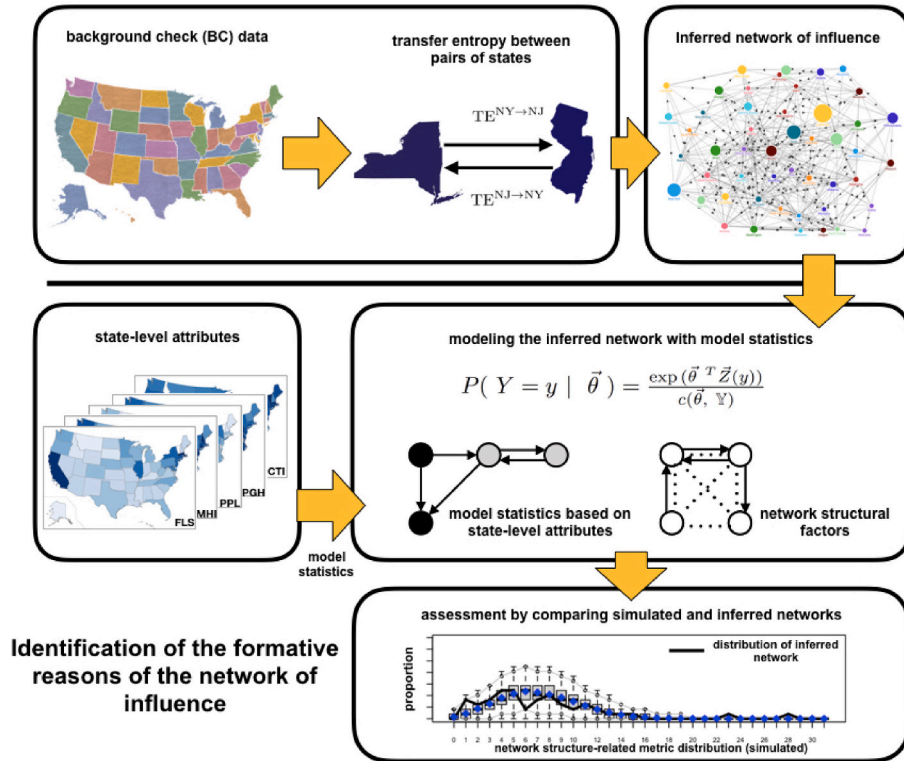 background check (BC) data
transfer entropy between
pairs of states
TE^NY→NJ
TE^NJ→NY
Inferred network of influence
state-level attributes
CTI
PGH
PPL
MHI
FLS
model
statistics
modeling the inferred network with model statistics
P( Y = y | θ⃗ ) = exp (θ⃗ ^T Z⃗(y)) / c(θ⃗, 𝕐)
model statistics based on
state-level attributes
network structural
factors
Identification of the formative
reasons of the network of
influence
assessment by comparing simulated and inferred networks
distribution of inferred
network
proportion
0 1 2 3 4 5 6 7 8 9 10 11 12 13 14 15 16 18 20 22 24 26 28 30
network structure-related metric distribution (simulated)